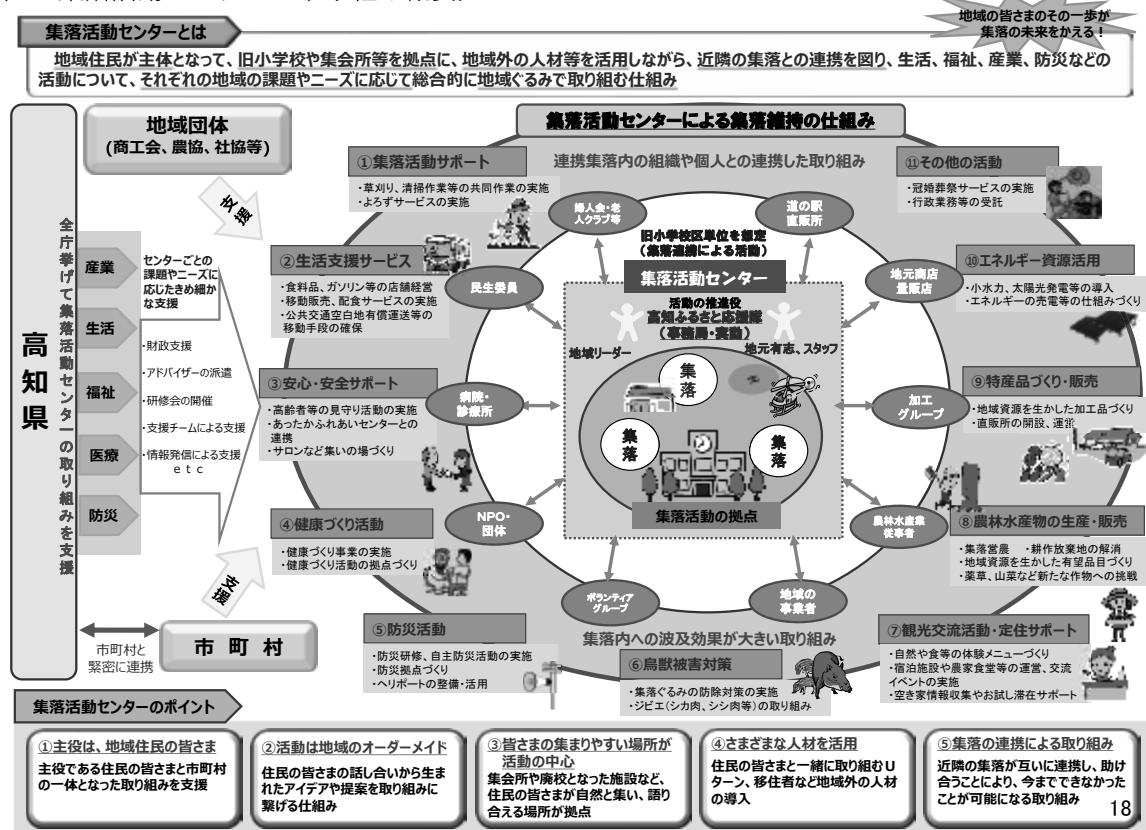 集落活動センターとは
地域の皆さまのその一歩が
集落の未来をかえる！
地域住民が主体となって、旧小学校や集会所等を拠点に、地域外の人材等を活用しながら、近隣の集落との連携を図り、生活、福祉、産業、防災などの
活動について、それぞれの地域の課題やニーズに応じて総合的に地域ぐるみで取り組む仕組み
高知県
全庁挙げて集落活動センターの取り組みを支援
地域団体
(商工会、農協、社協等)
支援
産業
生活
福祉
医療
防災
センターごとの
課題やニーズに
応じたきめ細か
な支援
・財政支援
・アドバイザーの派遣
・研修会の開催
・支援チームによる支援
・情報発信による支援
ｅｔｃ
支援
市町村と
緊密に連携
市 町 村
集落活動センターによる集落維持の仕組み
連携集落内の組織や個人との連携した取り組み
①集落活動サポート
・草刈り、清掃作業等の共同作業の実施
・よろずサービスの実施
②生活支援サービス
・食料品、ガソリン等の店舗経営
・移動販売、配食サービスの実施
・公共交通空白地有償運送等の
移動手段の確保
③安心・安全サポート
・高齢者等の見守り活動の実施
・あったかふれあいセンターとの
連携
・サロンなど集いの場づくり
④健康づくり活動
・健康づくり事業の実施
・健康づくり活動の拠点づくり
⑤防災活動
・防災研修、自主防災活動の実施
・防災拠点づくり
・ヘリポートの整備・活用
婦人会・老
人クラブ等
民生委員
病院・
診療所
NPO・
団体
ボランティア
グループ
道の駅
直販所
地元商店
量販店
加工
グループ
農林水産業
従事者
地域の
事業者
旧小学校区単位を想定
（集落連携による活動）
集落活動センター
活動の推進役
高知ふるさと応援隊
（事務局・実動）
地域リーダー
地元有志、スタッフ
集落
集落
集落
集落活動の拠点
集落内への波及効果が大きい取り組み
⑥鳥獣被害対策
・集落ぐるみの防除対策の実施
・ジビエ(シカ肉、シシ肉等)の取り組み
⑪その他の活動
・冠婚葬祭サービスの実施
・行政業務等の受託
⑩エネルギー資源活用
・小水力、太陽光発電等の導入
・エネルギーの売電等の仕組みづくり
⑨特産品づくり・販売
・地域資源を生かした加工品づくり
・直販所の開設、運営
⑧農林水産物の生産・販売
・集落営農 ・耕作放棄地の解消
・地域資源を生かした有望品目づくり
・薬草、山菜など新たな作物への挑戦
⑦観光交流活動・定住サポート
・自然や食等の体験メニューづくり
・宿泊施設や農家食堂等の運営、交流
イベントの実施
・空き家情報収集やお試し滞在サポート
集落活動センターのポイント
①主役は、地域住民の皆さま
主役である住民の皆さまと市町村
の一体となった取り組みを支援
②活動は地域のオーダーメイド
住民の皆さまの話し合いから生ま
れたアイデアや提案を取り組みに
繋げる仕組み
③皆さまの集まりやすい場所が
活動の中心
集会所や廃校となった施設など、
住民の皆さまが自然と集い、語り
合える場所が拠点
④さまざまな人材を活用
住民の皆さまと一緒に取り組むU
ターン、移住者など地域外の人材
の導入
⑤集落の連携による取り組み
近隣の集落が互いに連携し、助け
合うことにより、今までできなかった
ことが可能になる取り組み
18